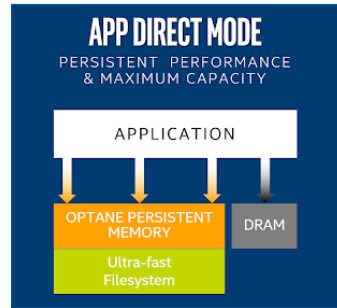 APP DIRECT MODE
PERSISTENT PERFORMANCE
& MAXIMUM CAPACITY
APPLICATION
OPTANE PERSISTENT
MEMORY
DRAM
Ultra-fast
Filesystem